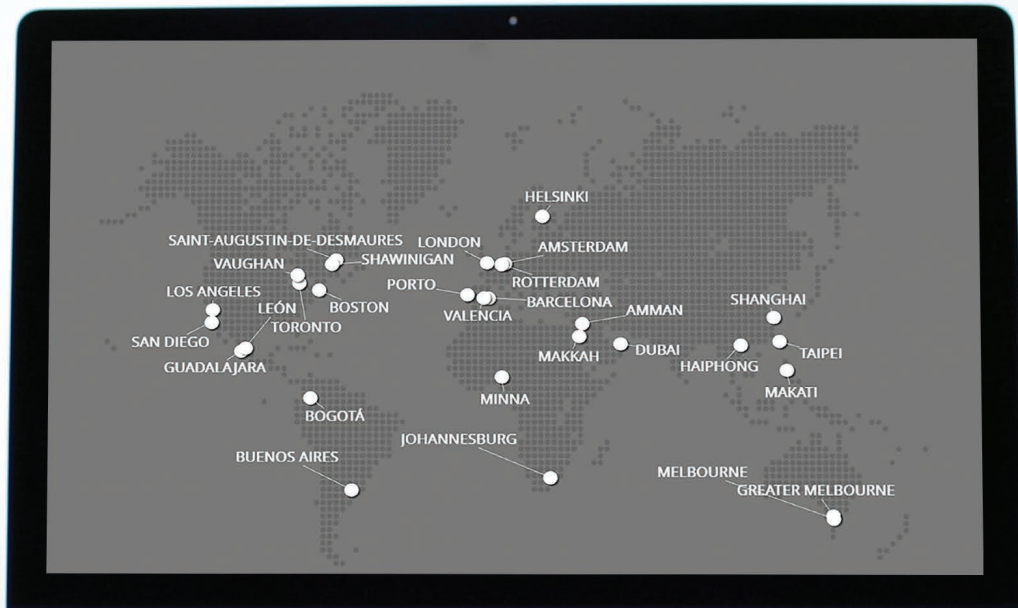 HELSINKI
SAINT-AUGUSTIN-DE-DESMAURES
LONDON
AMSTERDAM
VAUGHAN
SHAWINIGAN
ROTTERDAM
LOS ANGELES
PORTO
BARCELONA
LEÓN
BOSTON
VALENCIA
AMMAN
SHANGHAI
TORONTO
SAN DIEGO
MAKKAH
DUBAI
HAIPHONG
TAIPEI
GUADALAJARA
MINNA
MAKATI
BOGOTÁ
JOHANNESBURG
BUENOS AIRES
MELBOURNE
GREATER MELBOURNE